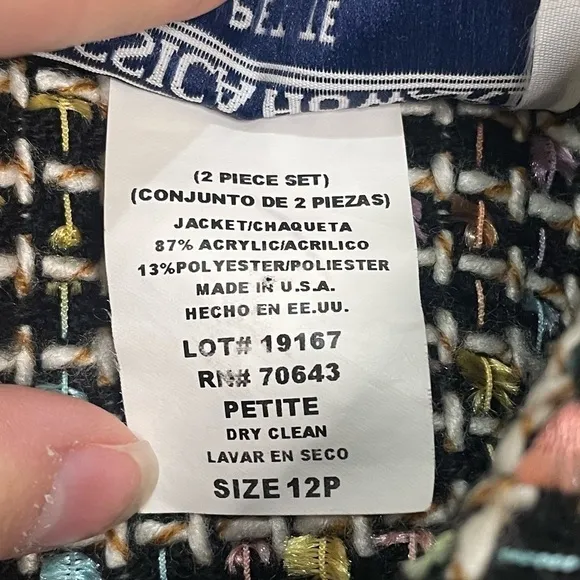 (2 PIECE SET)
(CONJUNTO DE 2 PIEZAS)
JACKET/CHAQUETA
87% ACRYLIC/ACRILICO
13%POLYESTER/POLIESTER
MADE IN U.S.A.
HECHO EN EE.UU.
LOT# 19167
RN# 70643
PETITE
DRY CLEAN
LAVAR EN SECO
SIZE 12P